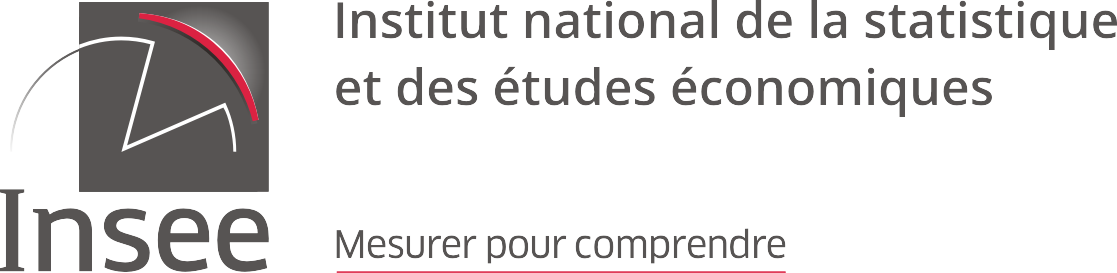 Institut national de la statistique
et des études économiques
Insee
Mesurer pour comprendre